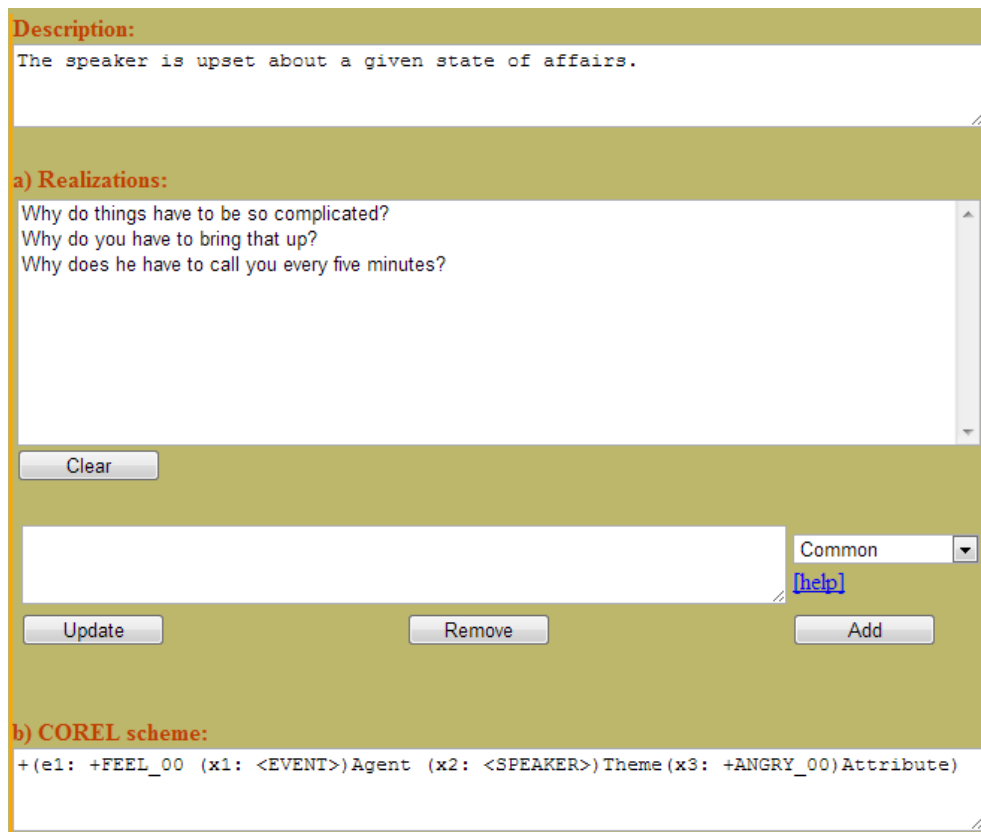 Description:
The speaker is upset about a given state of affairs.
a) Realizations:
Why do things have to be so complicated?
Why do you have to bring that up?
Why does he have to call you every five minutes?
Clear
Common
[help]
Update Remove Add
b) COREL scheme:
+(e1: +FEEL_00 (x1: <EVENT>)Agent (x2: <SPEAKER>)Theme(x3: +ANGRY_00)Attribute)